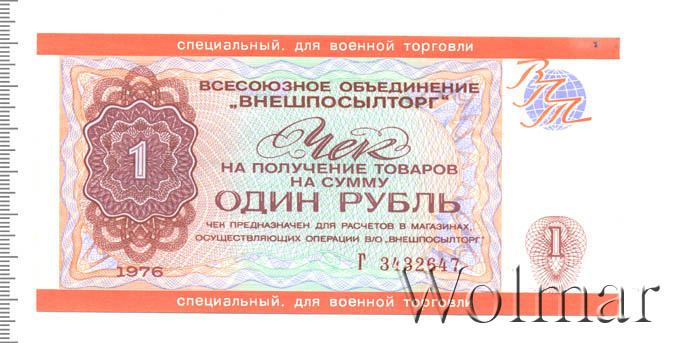 специальный. для военной торговли
ВСЕСОЮЗНОЕ ОБЪЕДИНЕНИЕ
„ВНЕШПОСЫЛТОРГ"
ВПТ
Чек
НА ПОЛУЧЕНИЕ ТОВАРОВ
НА СУММУ
ОДИН РУБЛЬ
1
ЧЕК ПРЕДНАЗНАЧЕН ДЛЯ РАСЧЕТОВ В МАГАЗИНАХ,
ОСУЩЕСТВЛЯЮЩИХ ОПЕРАЦИИ В/О „ВНЕШПОСЫЛТОРГ"
1
1976
Г 3432647
специальный. для военной торговли
Wolmar